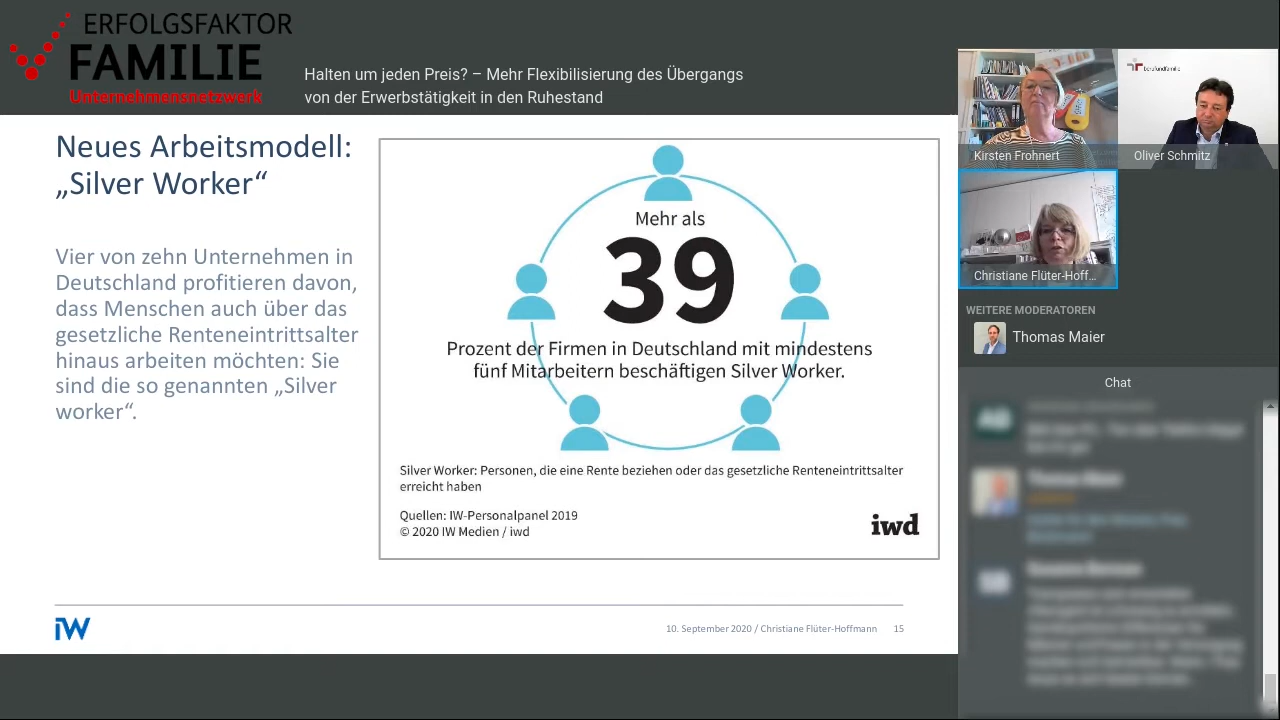 ERFOLGSFAKTOR
FAMILIE
Unternehmensnetzwerk
Halten um jeden Preis? – Mehr Flexibilisierung des Übergangs
von der Erwerbstätigkeit in den Ruhestand
Neues Arbeitsmodell:
„Silver Worker“
Vier von zehn Unternehmen in
Deutschland profitieren davon,
dass Menschen auch über das
gesetzliche Renteneintrittsalter
hinaus arbeiten möchten: Sie
sind die so genannten „Silver
worker“.
Mehr als
39
Prozent der Firmen in Deutschland mit mindestens
fünf Mitarbeitern beschäftigen Silver Worker.
Silver Worker: Personen, die eine Rente beziehen oder das gesetzliche Renteneintrittsalter
erreicht haben
Quellen: IW-Personalpanel 2019
© 2020 IW Medien / iwd
iwd
iW
10. September 2020 / Christiane Flüter-Hoffmann 15
berufundfamilie
Kirsten Frohnert
Oliver Schmitz
Christiane Flüter-Hoff...
WEITERE MODERATOREN
Thomas Maier
Chat